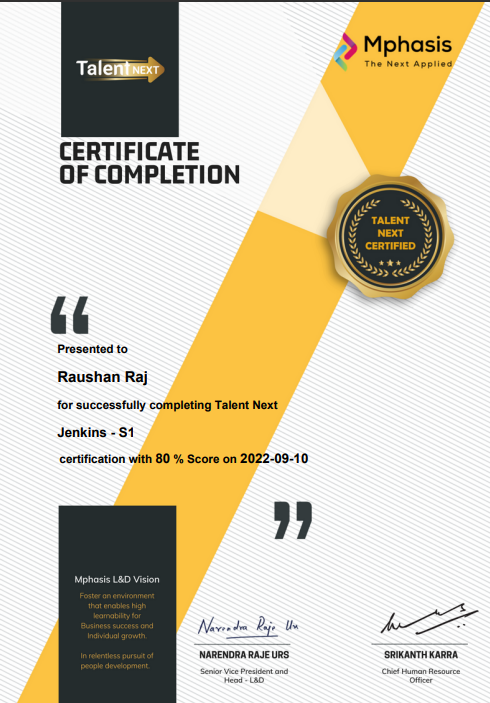 Talent NEXT
Mphasis
The Next Applied
CERTIFICATE
OF COMPLETION
TALENT
NEXT
CERTIFIED
“
Presented to
Raushan Raj
for successfully completing Talent Next
Jenkins - S1
certification with 80 % Score on 2022-09-10
”
Mphasis L&D Vision
Foster an environment
that enables high
learnability for
Business success and
Individual growth.
In relentless pursuit of
people development.
Narendra Raje Urs
NARENDRA RAJE URS
Senior Vice President and
Head - L&D
SRIKANTH KARRA
Chief Human Resource
Officer